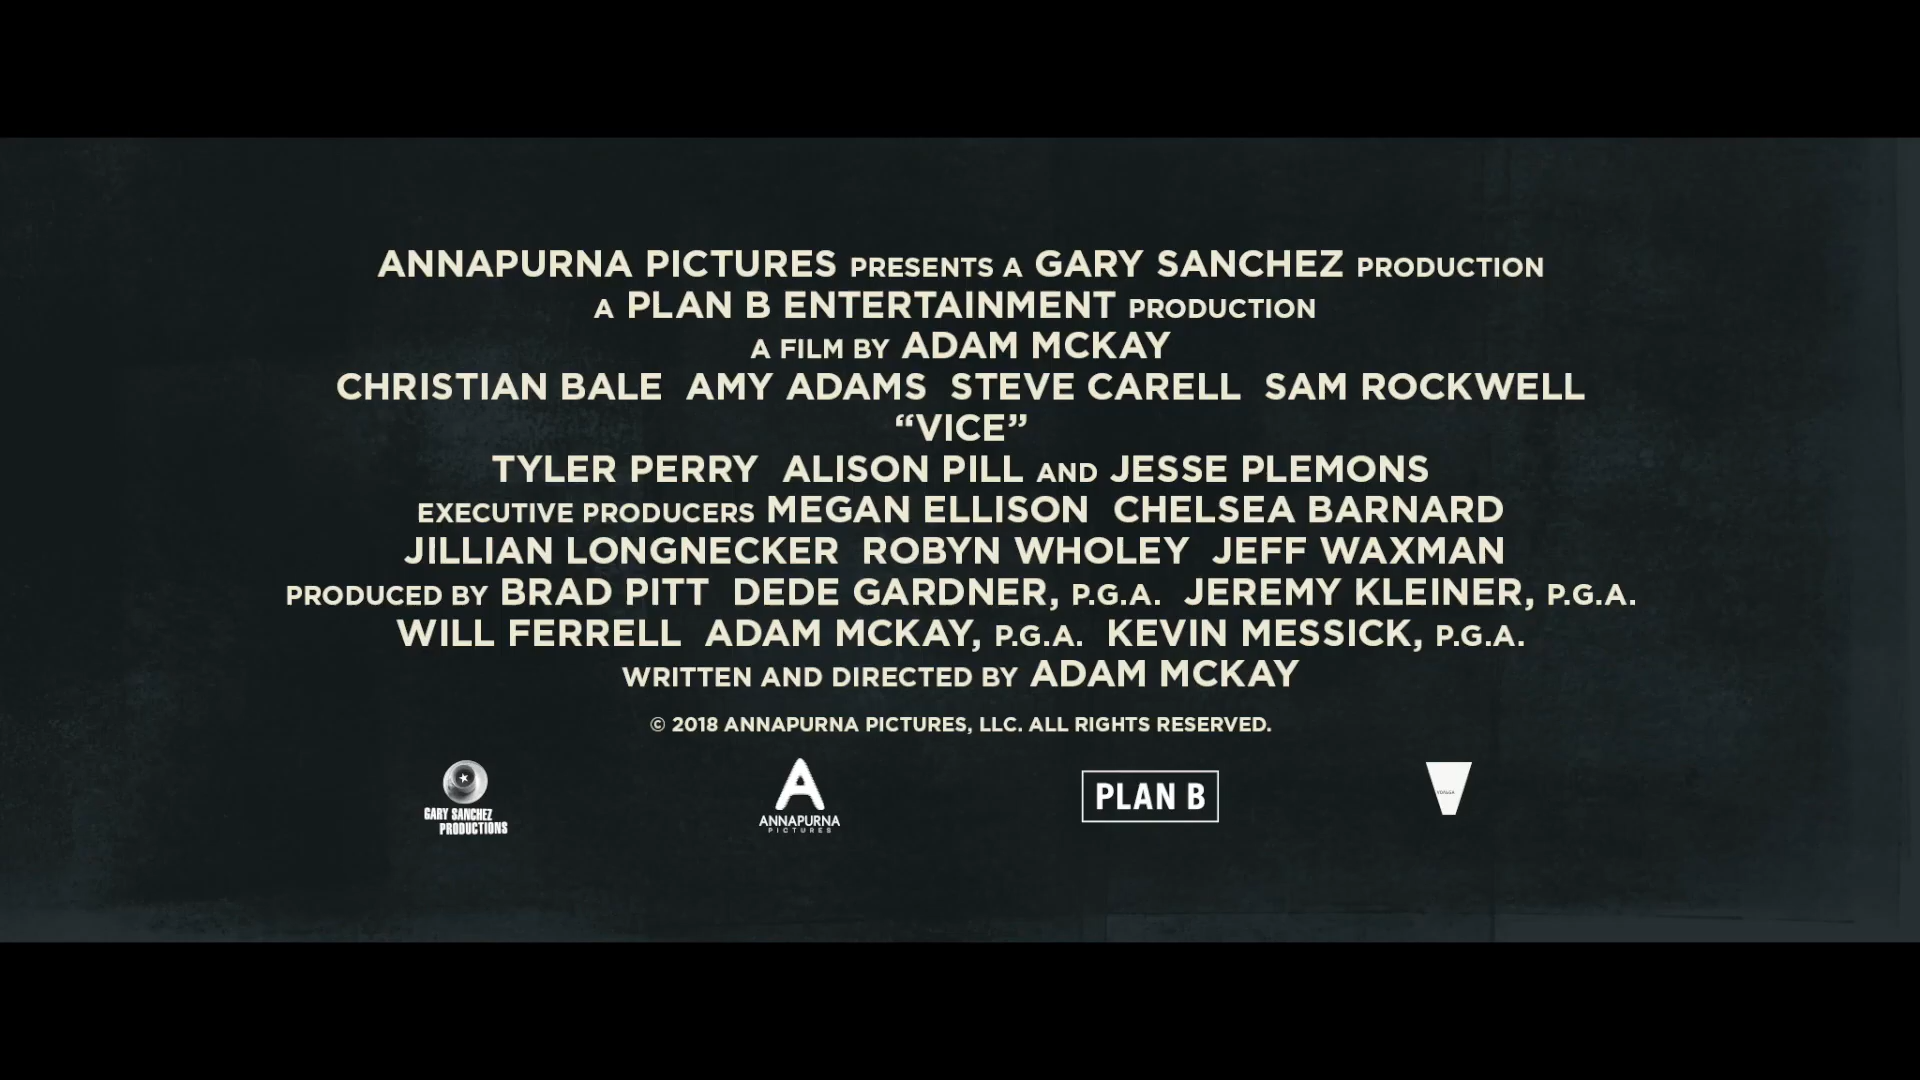 ANNAPURNA PICTURES PRESENTS A GARY SANCHEZ PRODUCTION
A PLAN B ENTERTAINMENT PRODUCTION
A FILM BY ADAM MCKAY
CHRISTIAN BALE AMY ADAMS STEVE CARELL SAM ROCKWELL
“VICE”
TYLER PERRY ALISON PILL AND JESSE PLEMONS
EXECUTIVE PRODUCERS MEGAN ELLISON CHELSEA BARNARD
JILLIAN LONGNECKER ROBYN WHOLEY JEFF WAXMAN
PRODUCED BY BRAD PITT DEDE GARDNER, P.G.A. JEREMY KLEINER, P.G.A.
WILL FERRELL ADAM MCKAY, P.G.A. KEVIN MESSICK, P.G.A.
WRITTEN AND DIRECTED BY ADAM MCKAY
© 2018 ANNAPURNA PICTURES, LLC. ALL RIGHTS RESERVED.
GARY SANCHEZ
PRODUCTIONS
A
ANNAPURNA
PICTURES
PLAN B